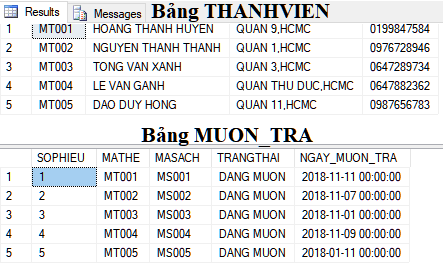 Bảng THANHVIEN
Results Messages
1 MT001 HOANG THANH HUYEN QUAN 9,HCMC 0199847584
2 MT002 NGUYEN THANH THANH QUAN 1,HCMC 0976728946
3 MT003 TONG VAN XANH QUAN 3,HCMC 0647289734
4 MT004 LE VAN GANH QUAN THU DUC,HCMC 0647882362
5 MT005 DAO DUY HONG QUAN 11,HCMC 0987656783
Bảng MUON_TRA
SOPHIEU MATHE MASACH TRANGTHAI NGAY_MUON_TRA
1 1 MT001 MS001 DANG MUON 2018-11-11 00:00:00
2 2 MT002 MS002 DANG MUON 2018-11-07 00:00:00
3 3 MT003 MS003 DANG MUON 2018-11-01 00:00:00
4 4 MT004 MS004 DANG MUON 2018-11-09 00:00:00
5 5 MT005 MS005 DANG MUON 2018-01-11 00:00:00